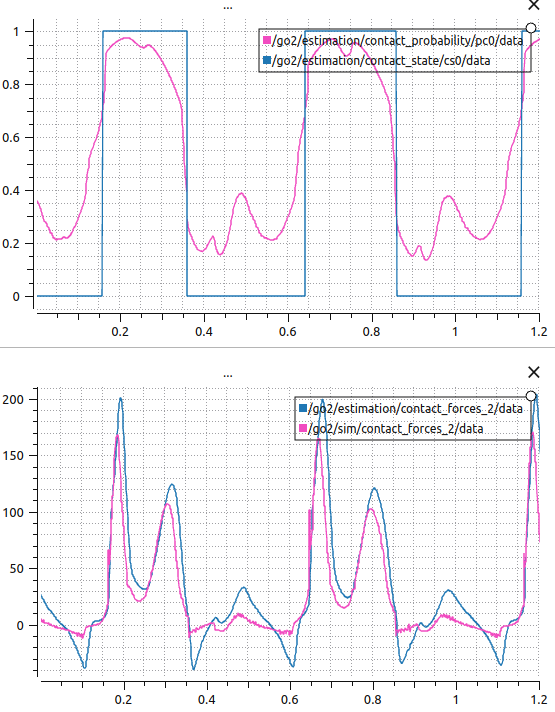 ...
1
0.8
0.6
0.4
0.2
0
/go2/estimation/contact_probability/pc0/data
/go2/estimation/contact_state/cs0/data
0.2 0.4 0.6 0.8 1 1.2
...
200
150
100
50
0
/go2/estimation/contact_forces_2/data
/go2/sim/contact_forces_2/data
0.2 0.4 0.6 0.8 1 1.2